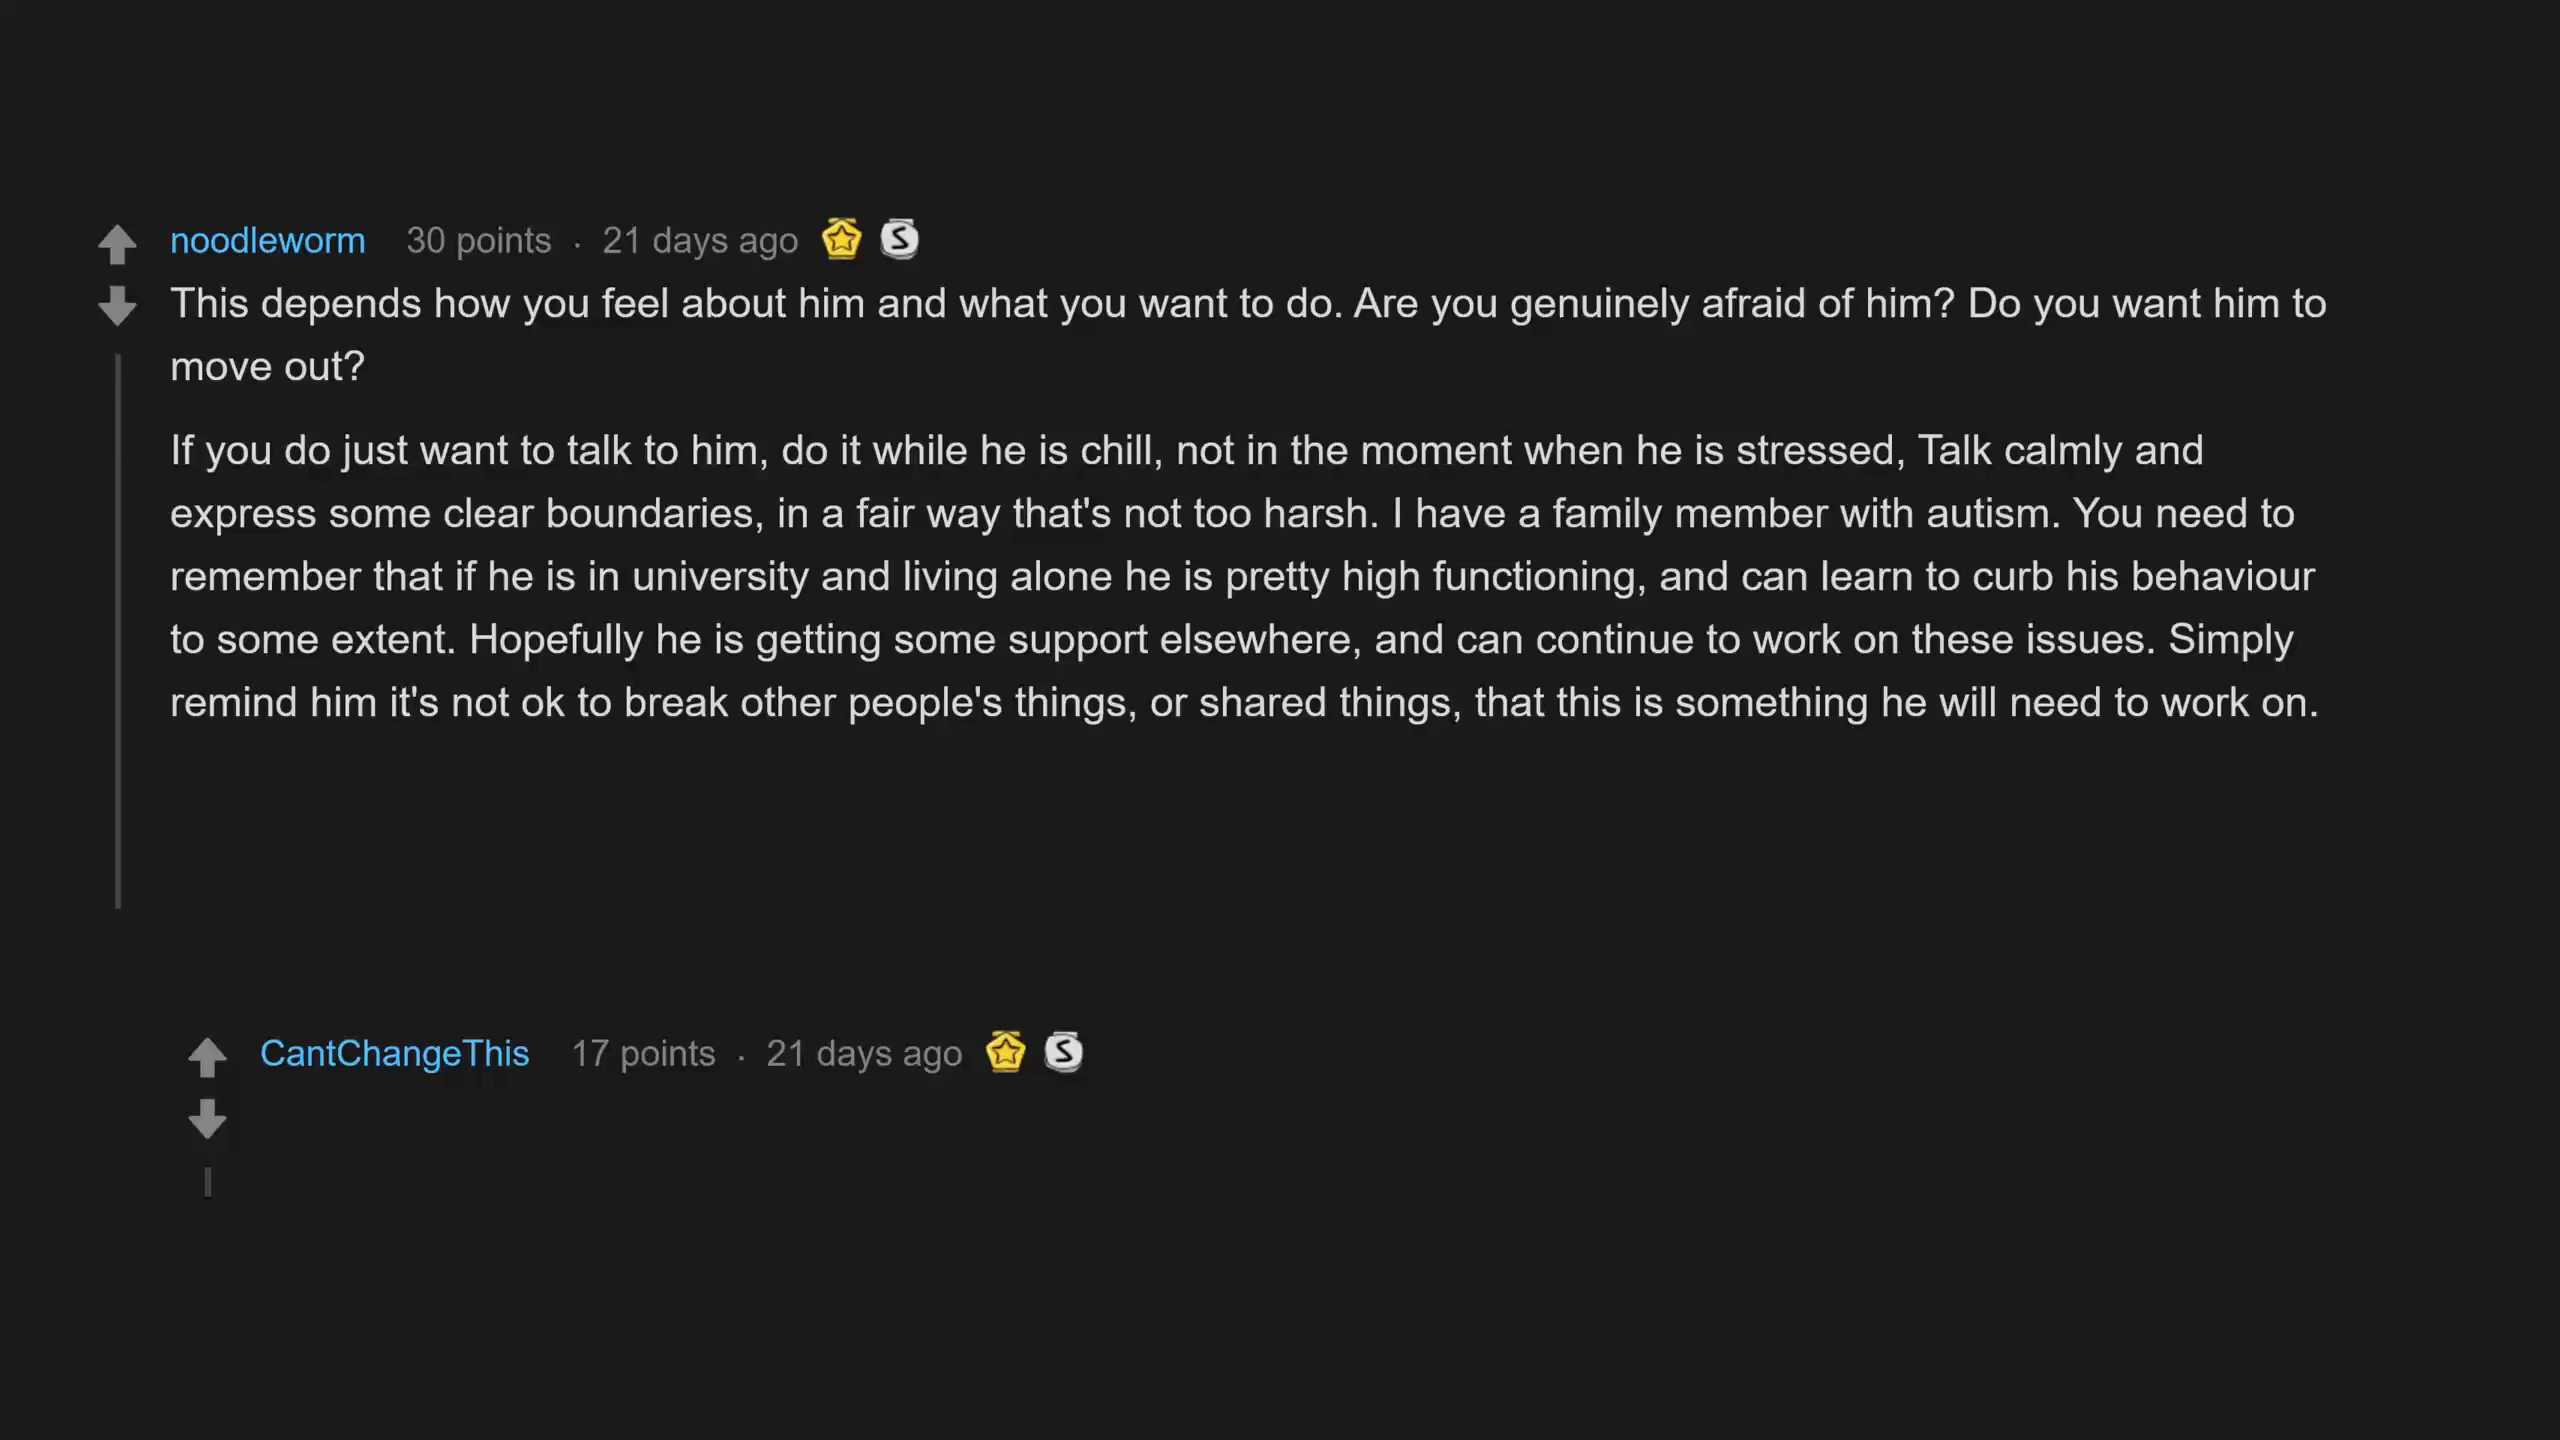 noodleworm 30 points · 21 days ago
This depends how you feel about him and what you want to do. Are you genuinely afraid of him? Do you want him to
move out?
If you do just want to talk to him, do it while he is chill, not in the moment when he is stressed, Talk calmly and
express some clear boundaries, in a fair way that's not too harsh. I have a family member with autism. You need to
remember that if he is in university and living alone he is pretty high functioning, and can learn to curb his behaviour
to some extent. Hopefully he is getting some support elsewhere, and can continue to work on these issues. Simply
remind him it's not ok to break other people's things, or shared things, that this is something he will need to work on.
CantChangeThis 17 points · 21 days ago